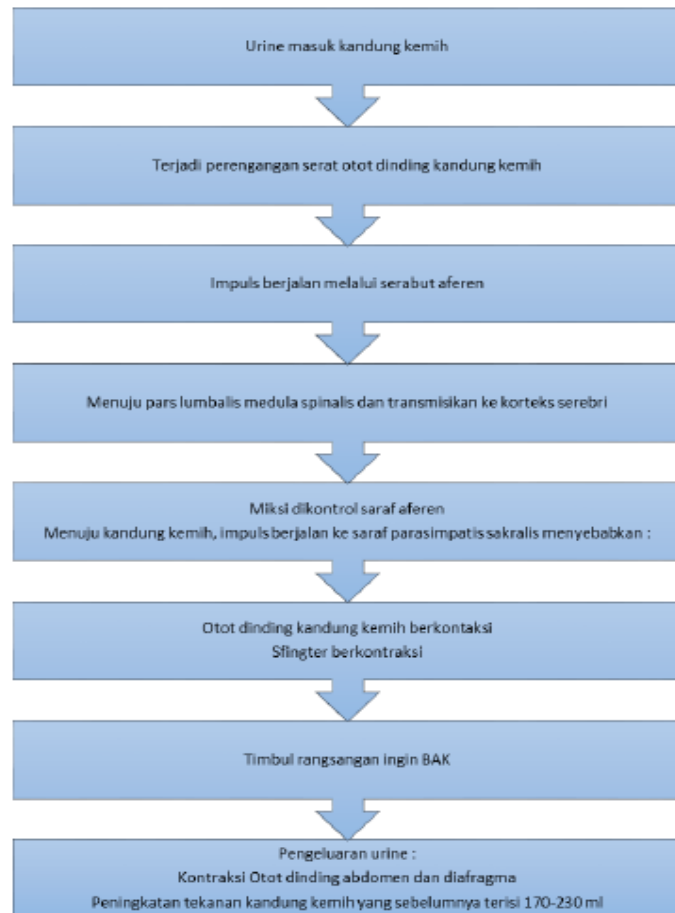 Urine masuk kandung kemih
Terjadi perengangan serat otot dinding kandung kemih
Impuls berjalan melalui serabut aferen
Menuju pars lumbalis medula spinalis dan transmisikan ke korteks serebri
Miksi dikontrol saraf aferen
Menuju kandung kemih, impuls berjalan ke saraf parasimpatis sakralis menyebabkan :
Otot dinding kandung kemih berkontaksi
Sfingter berkontraksi
Timbul rangsangan ingin BAK
Pengeluaran urine :
Kontraksi Otot dinding abdomen dan diafragma
Peningkatan tekanan kandung kemih yang sebelumnya terisi 170-230 ml